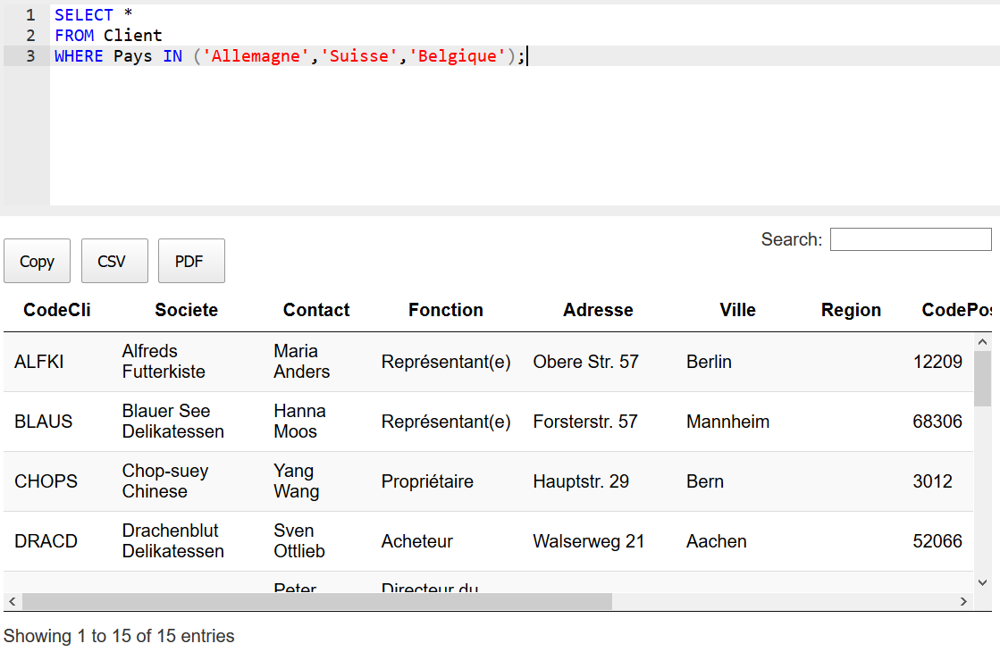 1 SELECT *
2 FROM Client
3 WHERE Pays IN ('Allemagne','Suisse','Belgique');
Search:
Copy CSV PDF
CodeCli Societe Contact Fonction Adresse Ville Region CodePos
ALFKI Alfreds Futterkiste Maria Anders Représentant(e) Obere Str. 57 Berlin 12209
BLAUS Blauer See Delikatessen Hanna Moos Représentant(e) Forsterstr. 57 Mannheim 68306
CHOPS Chop-suey Chinese Yang Wang Propriétaire Hauptstr. 29 Bern 3012
DRACD Drachenblut Delikatessen Sven Ottlieb Acheteur Walserweg 21 Aachen 52066
Peter Directeur du
Showing 1 to 15 of 15 entries